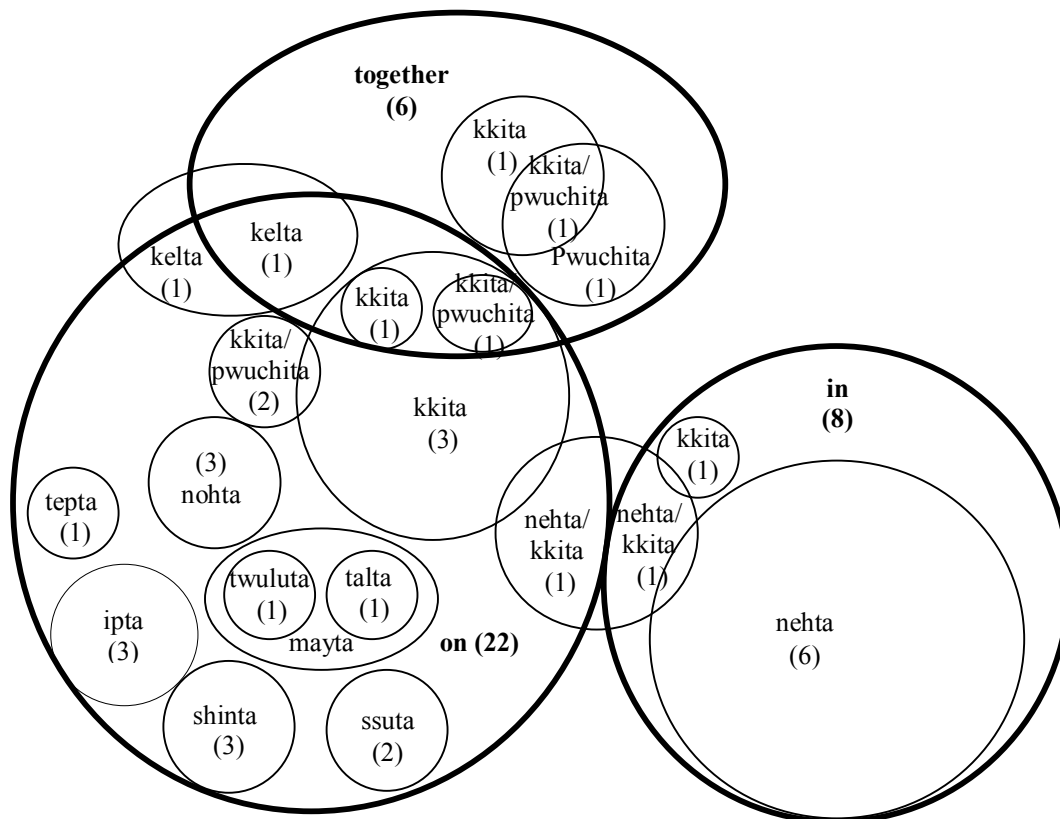 together
(6)
kkita
(1)
kkita/
pwuchita
(1)
Pwuchita
(1)
kelta
(1)
kelta
(1)
kkita
(1)
kkita/
pwuchita
(1)
kkita/
pwuchita
(2)
kkita
(3)
(3)
nohta
tepta
(1)
nehta/
kkita
(1)
nehta/
kkita
(1)
in
(8)
kkita
(1)
nehta
(6)
twuluta
(1)
talta
(1)
mayta
ipta
(3)
on (22)
shinta
(3)
ssuta
(2)